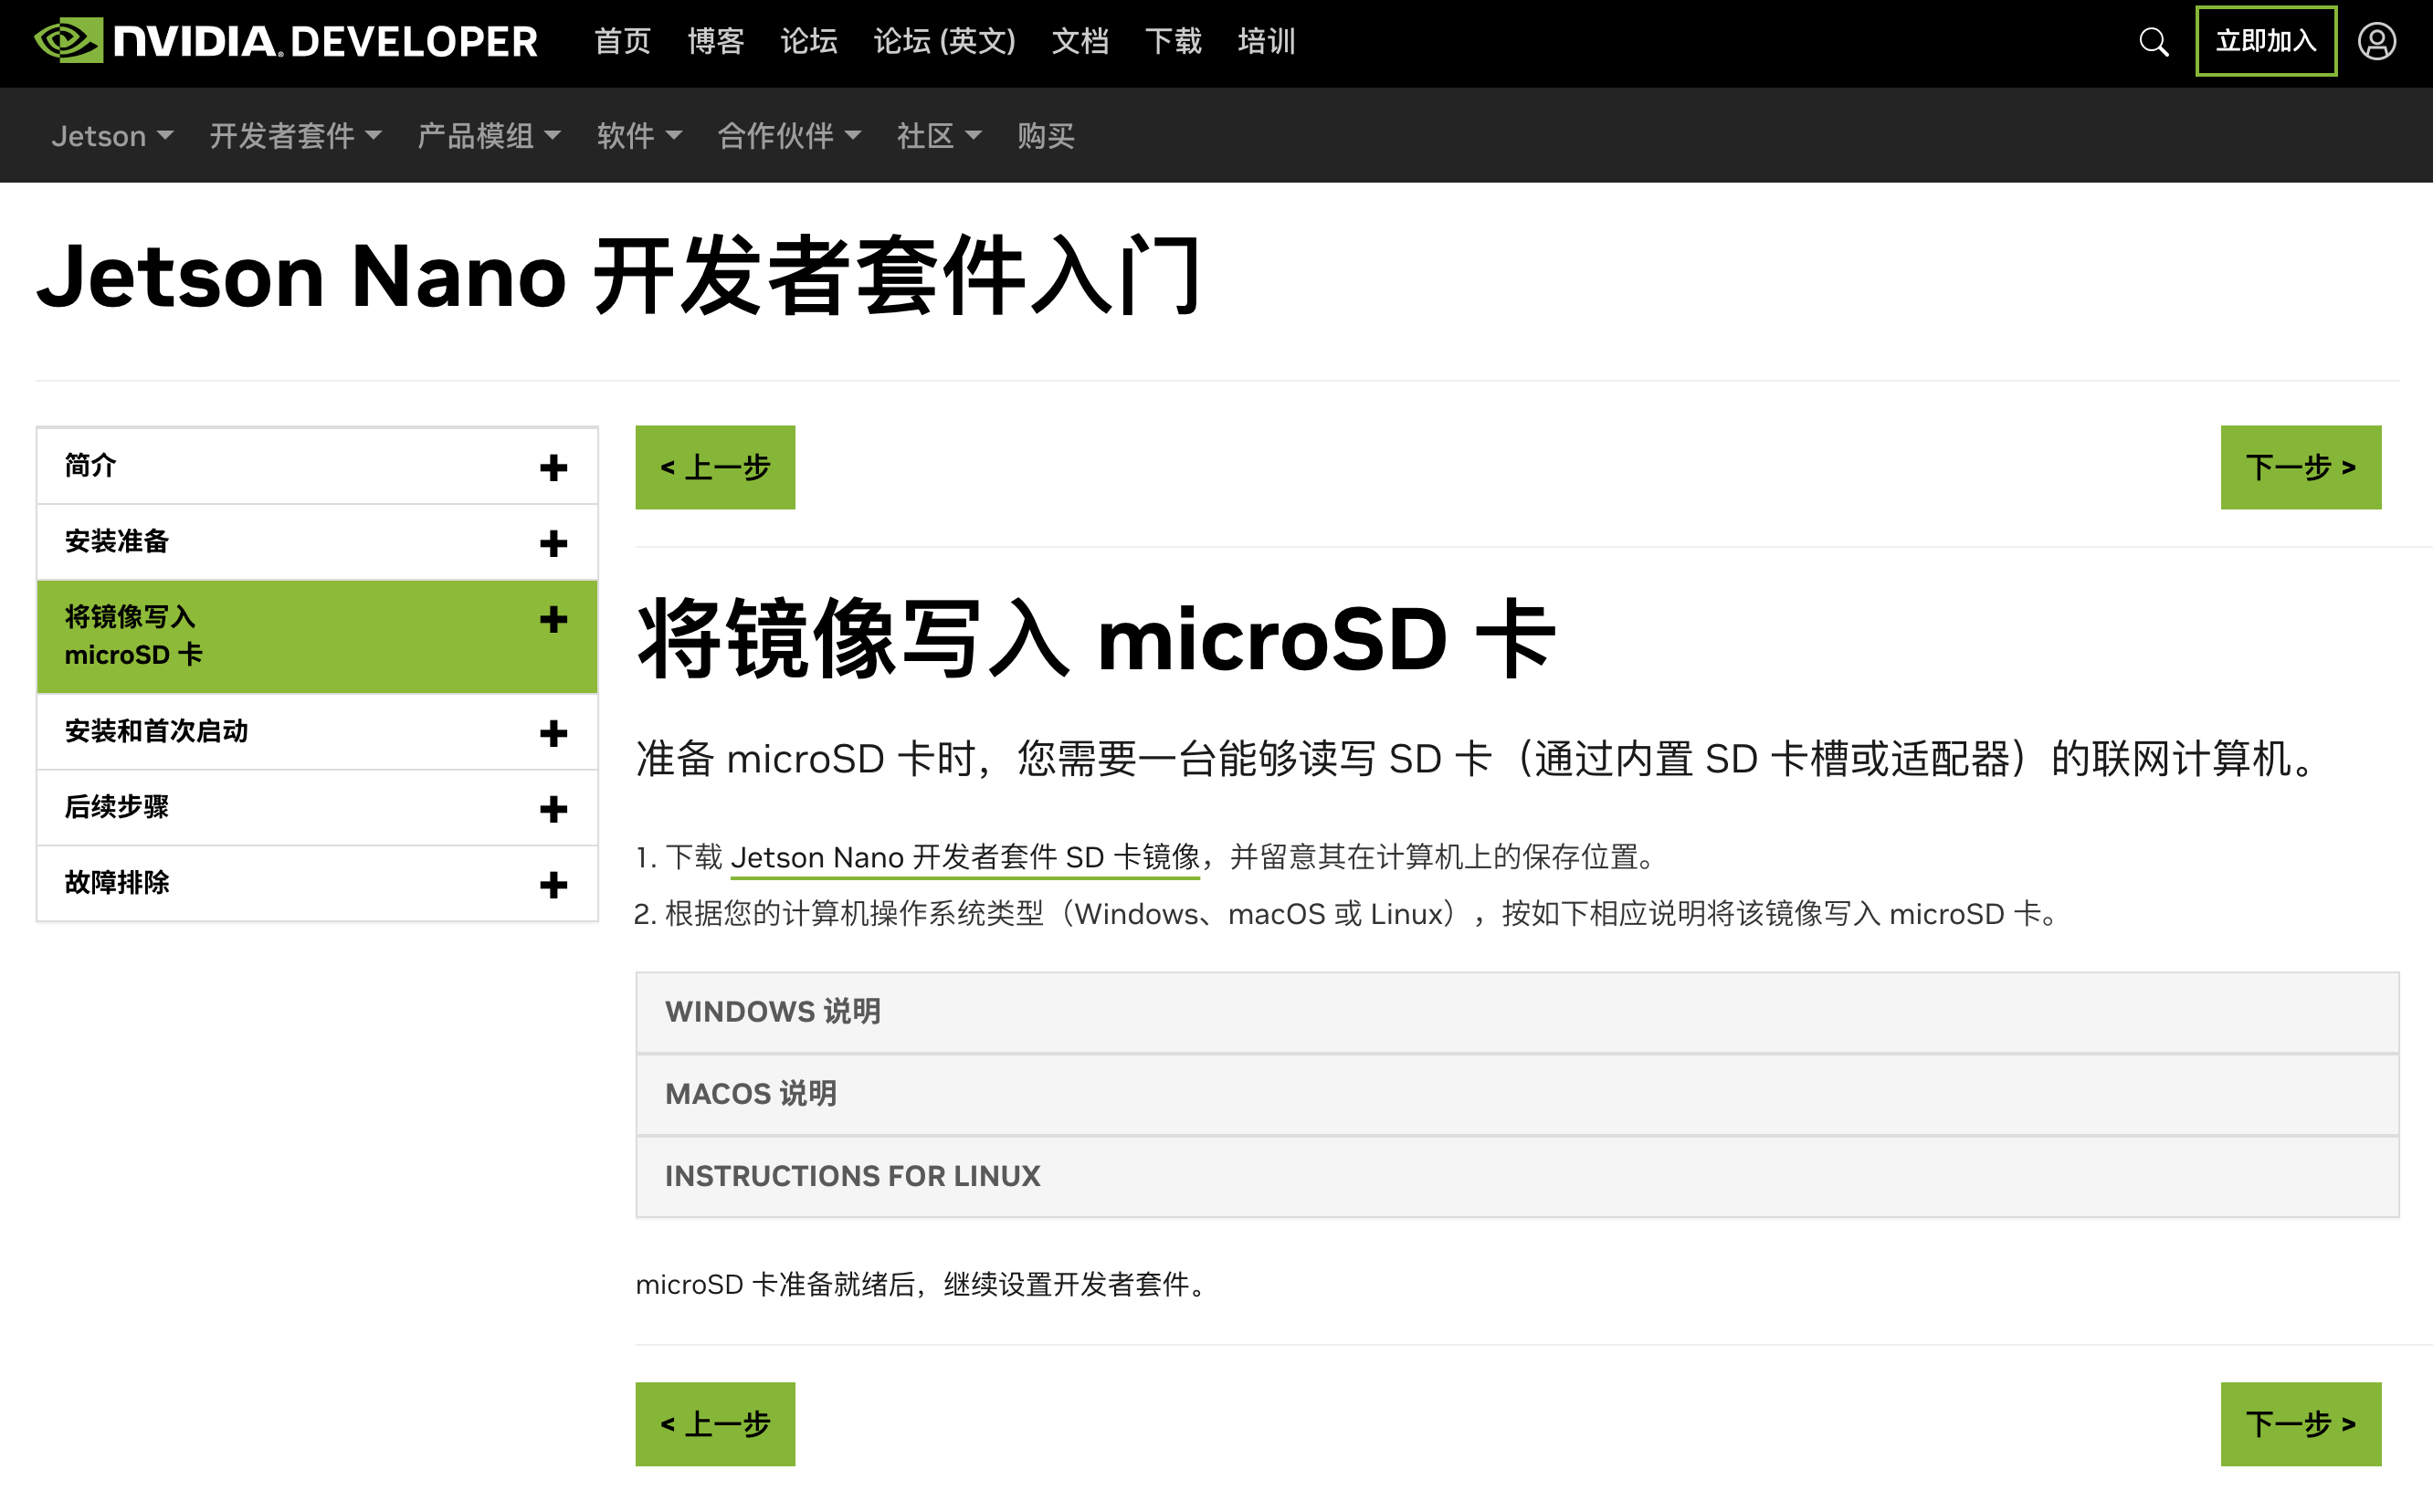 NVIDIA. DEVELOPER 首页 博客 论坛 论坛 (英文) 文档 下载 培训 立即加入
Jetson 开发者套件 产品模组 软件 合作伙伴 社区 购买
Jetson Nano 开发者套件入门
简介
安装准备
将镜像写入
microSD 卡
安装和首次启动
后续步骤
故障排除
< 上一步 下一步 >
将镜像写入 microSD 卡
准备 microSD 卡时，您需要一台能够读写 SD 卡（通过内置 SD 卡槽或适配器）的联网计算机。
1. 下载 Jetson Nano 开发者套件 SD 卡镜像，并留意其在计算机上的保存位置。
2. 根据您的计算机操作系统类型（Windows、macOS 或 Linux），按如下相应说明将该镜像写入 microSD 卡。
WINDOWS 说明
MACOS 说明
INSTRUCTIONS FOR LINUX
microSD 卡准备就绪后，继续设置开发者套件。
< 上一步 下一步 >